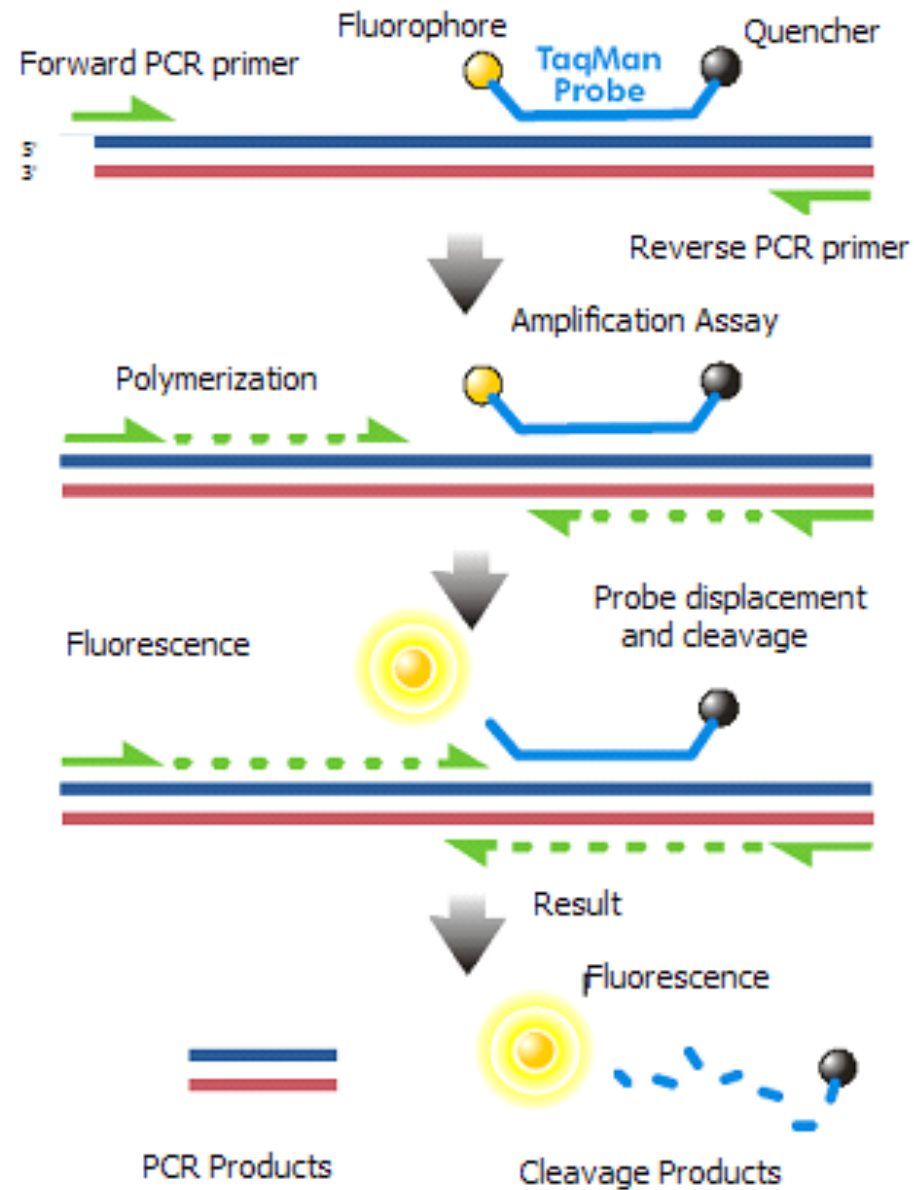 Fluorophore
Quencher
Forward PCR primer
TaqMan
Probe
5'
3'
Reverse PCR primer
Amplification Assay
Polymerization
Probe displacement
and cleavage
Fluorescence
Result
Fluorescence
PCR Products
Cleavage Products